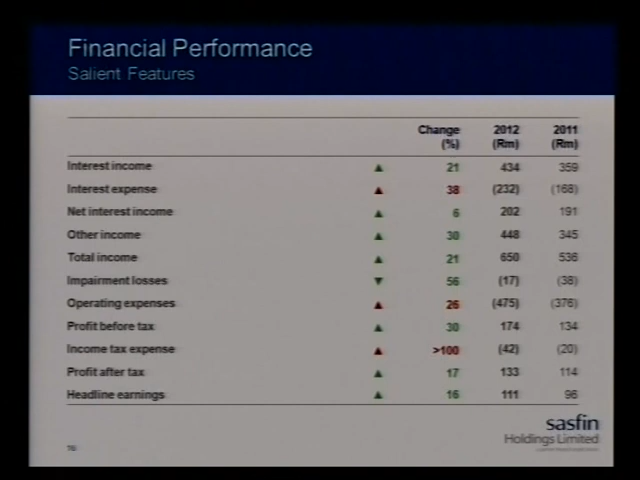 Financial Performance
Salient Features
Change (%) 2012 (Rm) 2011 (Rm)
Interest income ▲ 21 434 359
Interest expense ▲ 38 (232) (168)
Net interest income ▲ 6 202 191
Other income ▲ 30 448 345
Total income ▲ 21 650 536
Impairment losses ▼ 56 (17) (38)
Operating expenses ▲ 26 (475) (376)
Profit before tax ▲ 30 174 134
Income tax expense ▲ >100 (42) (20)
Profit after tax ▲ 17 133 114
Headline earnings ▲ 16 111 96
sasfin
Holdings Limited
16